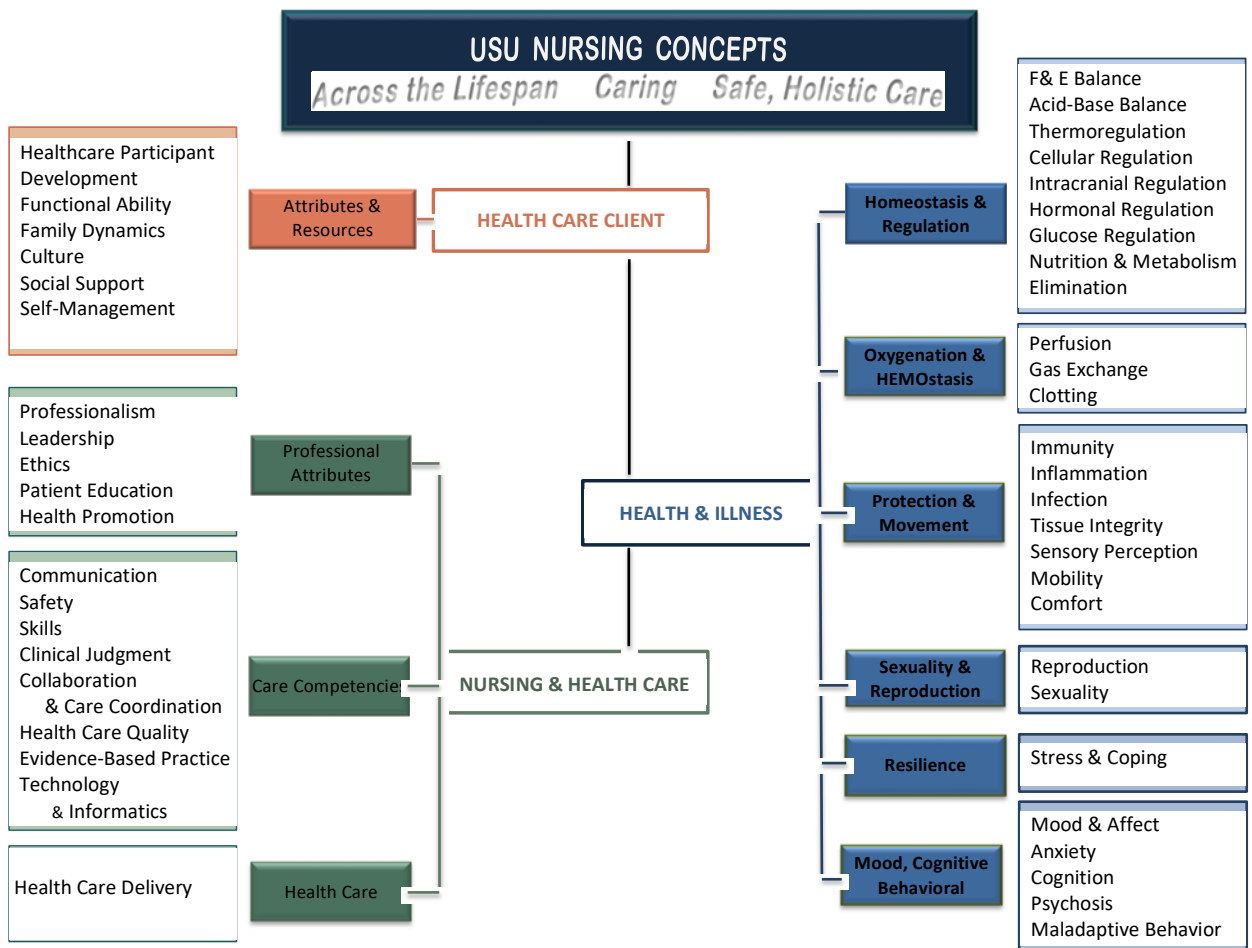 USU NURSING CONCEPTS
Across the Lifespan Caring Safe, Holistic Care
Healthcare Participant
Development
Functional Ability
Family Dynamics
Culture
Social Support
Self-Management
Attributes &
Resources
HEALTH CARE CLIENT
Professionalism
Leadership
Ethics
Patient Education
Health Promotion
Professional
Attributes
Communication
Safety
Skills
Clinical Judgment
Collaboration
& Care Coordination
Health Care Quality
Evidence-Based Practice
Technology
& Informatics
Care Competencies
NURSING & HEALTH CARE
Health Care Delivery
Health Care
HEALTH & ILLNESS
Homeostasis &
Regulation
F& E Balance
Acid-Base Balance
Thermoregulation
Cellular Regulation
Intracranial Regulation
Hormonal Regulation
Glucose Regulation
Nutrition & Metabolism
Elimination
Oxygenation &
HEMOstasis
Perfusion
Gas Exchange
Clotting
Protection &
Movement
Immunity
Inflammation
Infection
Tissue Integrity
Sensory Perception
Mobility
Comfort
Sexuality &
Reproduction
Reproduction
Sexuality
Resilience
Stress & Coping
Mood, Cognitive
Behavioral
Mood & Affect
Anxiety
Cognition
Psychosis
Maladaptive Behavior